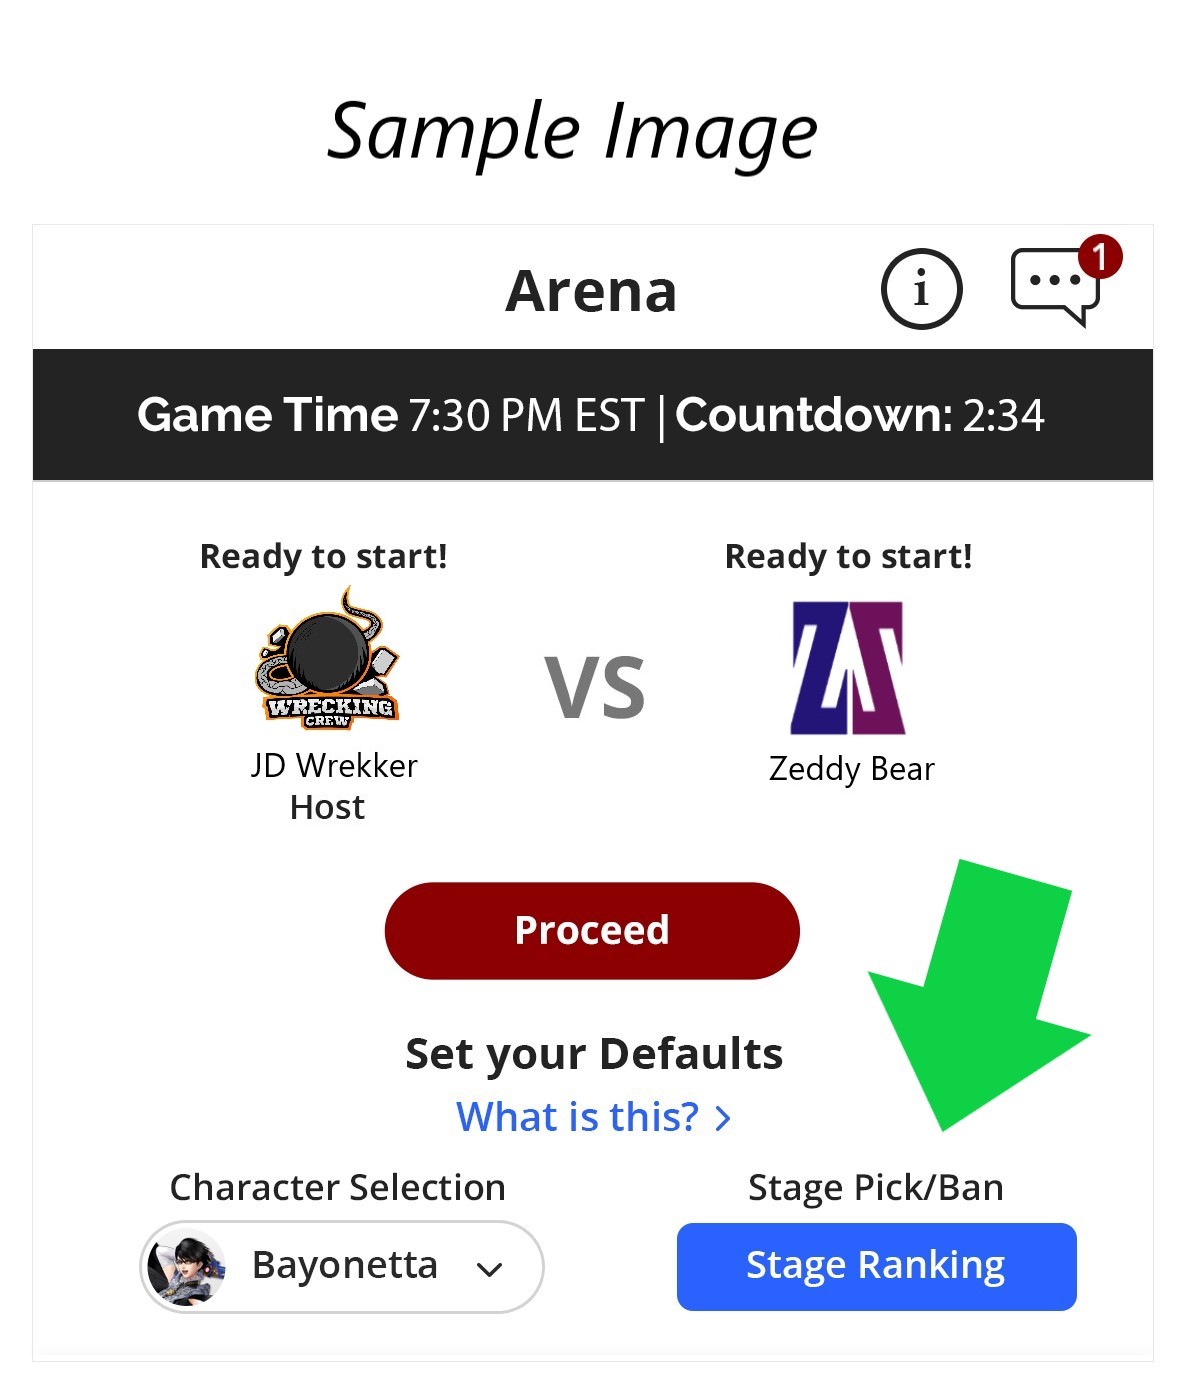 Sample Image
Arena
i
1
Game Time 7:30 PM EST | Countdown: 2:34
Ready to start!
Ready to start!
WRECKING
CREW
VS
ZS
JD Wrekker
Host
Zeddy Bear
Proceed
Set your Defaults
What is this? >
Character Selection
Stage Pick/Ban
Bayonetta
Stage Ranking